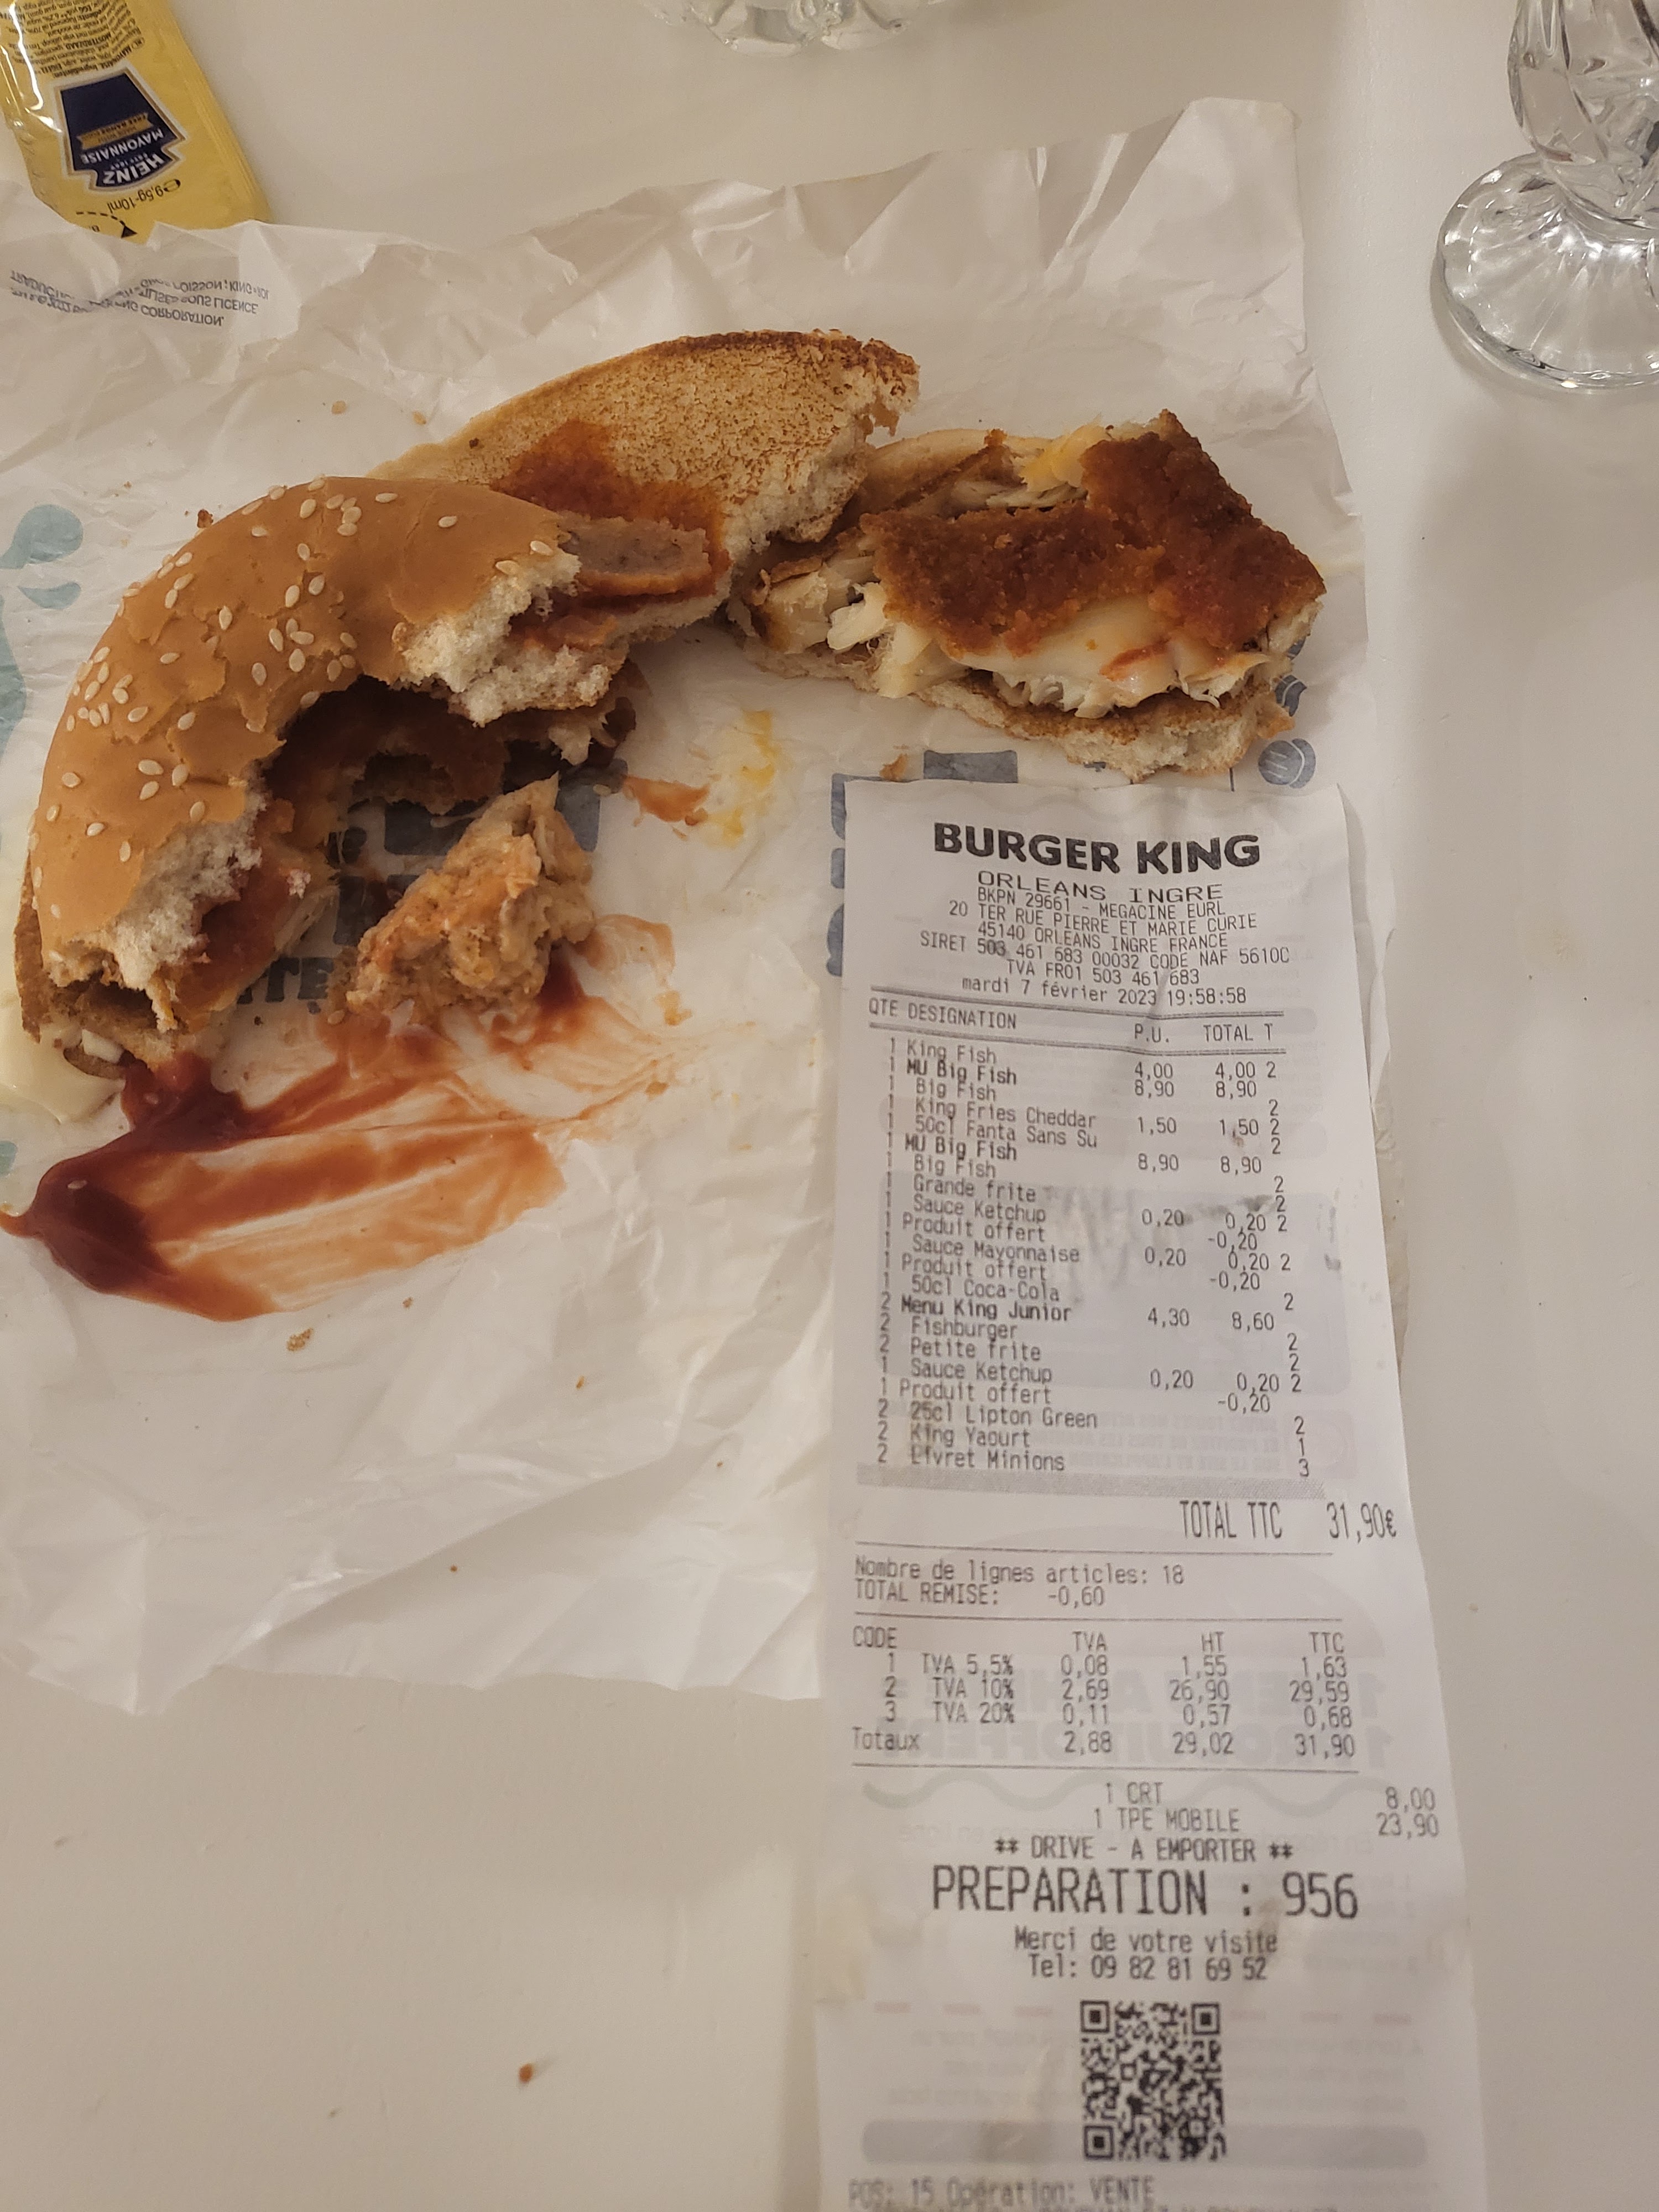 HEINZ
MAYONNAISE
9,5g-10ml
SOUS LICENCE
CORPORATION.
BURGER KING
ORLEANS INGRE
BKPN 29661 - MEGACINE EURL
20 TER RUE PIERRE ET MARIE CURIE
45140 ORLEANS INGRE FRANCE
SIRET 503 461 683 00032 CODE NAF 5610C
TVA FR01 503 461 683
mardi 7 février 2023 19:58:58
QTE DESIGNATION P.U. TOTAL T
1 King Fish 4,00 4,00 2
1 MU Big Fish 8,90 8,90
1 Big Fish 2
1 King Fries Cheddar 1,50 1,50 2
1 50cl Fanta Sans Su 2
1 MU Big Fish 8,90 8,90
1 Big Fish 2
1 Grande frite 2
1 Sauce Ketchup 0,20 0,20 2
1 Produit offert -0,20
1 Sauce Mayonnaise 0,20 0,20 2
1 Produit offert -0,20
1 50cl Coca-Cola 2
2 Menu King Junior 4,30 8,60
2 Fishburger 2
2 Petite frite 2
1 Sauce Ketchup 0,20 0,20 2
1 Produit offert -0,20
2 25cl Lipton Green 2
2 King Yaourt 1
2 Livret Minions 3
TOTAL TTC 31,90€
Nombre de lignes articles: 18
TOTAL REMISE: -0,60
CODE TVA HT TTC
1 TVA 5,5% 0,08 1,55 1,63
2 TVA 10% 2,69 26,90 29,59
3 TVA 20% 0,11 0,57 0,68
Totaux 2,88 29,02 31,90
1 CRT 8,00
1 TPE MOBILE 23,90
** DRIVE - A EMPORTER **
PREPARATION : 956
Merci de votre visite
Tel: 09 82 81 69 52
POS: 15 Opération: VENTE